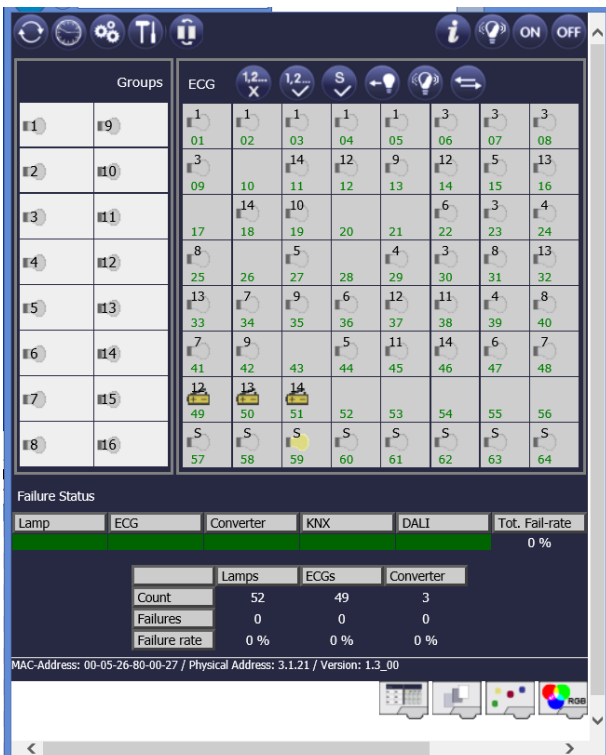 1 2 3... TI i ON OFF
Groups
ECG 1,2... X 1,2... S
1 9 1 1 1 1 1 3 3 3
01 02 03 04 05 06 07 08
2 10 3 14 12 9 12 5 13
09 10 11 12 13 14 15 16
3 11 14 10 6 3 4
17 18 19 20 21 22 23 24
4 12 8 5 4 3 8 13
25 26 27 28 29 30 31 32
5 13 13 7 9 6 12 11 4 8
33 34 35 36 37 38 39 40
6 14 7 9 5 11 14 6 7
41 42 43 44 45 46 47 48
7 15 12 13 14
49 50 51 52 53 54 55 56
8 16 S S S S S S S S
57 58 59 60 61 62 63 64
Failure Status
Lamp ECG Converter KNX DALI Tot. Fail-rate
0 %
Lamps ECGs Converter
Count 52 49 3
Failures 0 0 0
Failure rate 0 % 0 % 0 %
MAC-Address: 00-05-26-80-00-27 / Physical Address: 3.1.21 / Version: 1.3_00
RGB